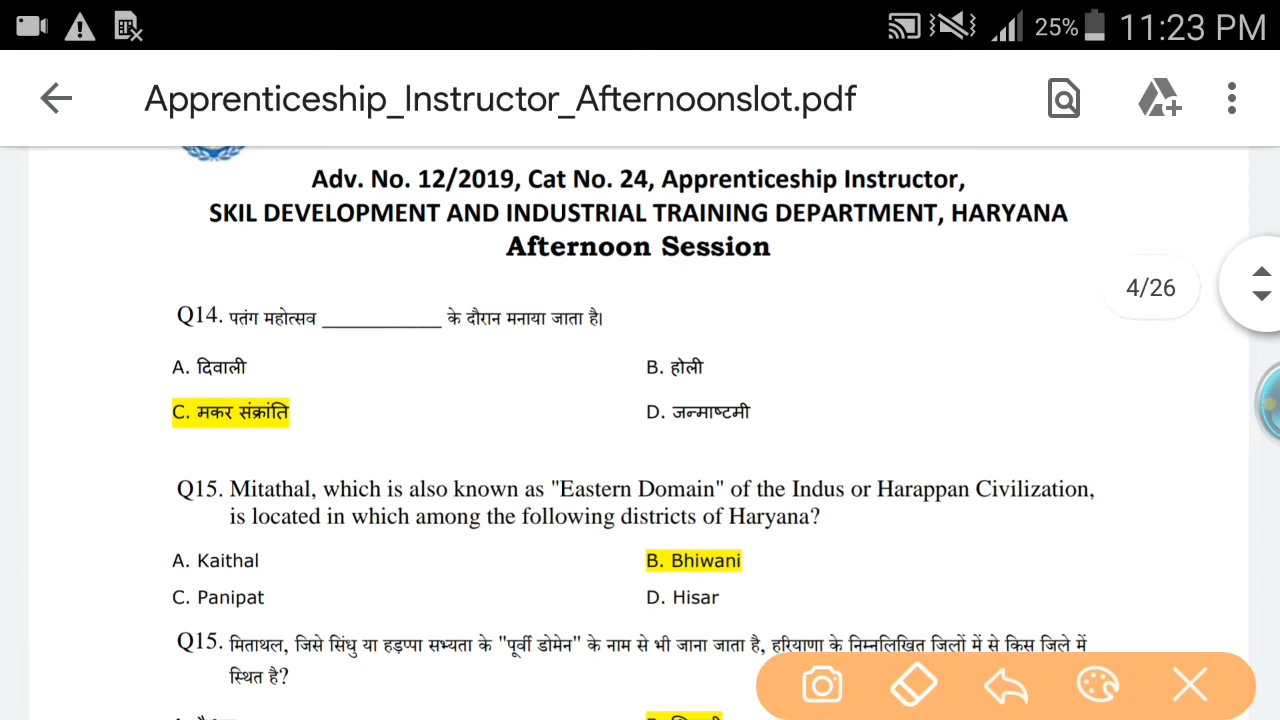 25% 11:23 PM
Apprenticeship_Instructor_Afternoonslot.pdf
Adv. No. 12/2019, Cat No. 24, Apprenticeship Instructor,
SKIL DEVELOPMENT AND INDUSTRIAL TRAINING DEPARTMENT, HARYANA
Afternoon Session
4/26
Q14. पतंग महोत्सव ___________ के दौरान मनाया जाता है।
A. दिवाली B. होली
C. मकर संक्रांति D. जन्माष्टमी
Q15. Mitathal, which is also known as "Eastern Domain" of the Indus or Harappan Civilization,
is located in which among the following districts of Haryana?
A. Kaithal B. Bhiwani
C. Panipat D. Hisar
Q15. मिताथल, जिसे सिंधु या हड़प्पा सभ्यता के "पूर्वी डोमेन" के नाम से भी जाना जाता है, हरियाणा के निम्नलिखित जिलों में से किस जिले में
स्थित है?